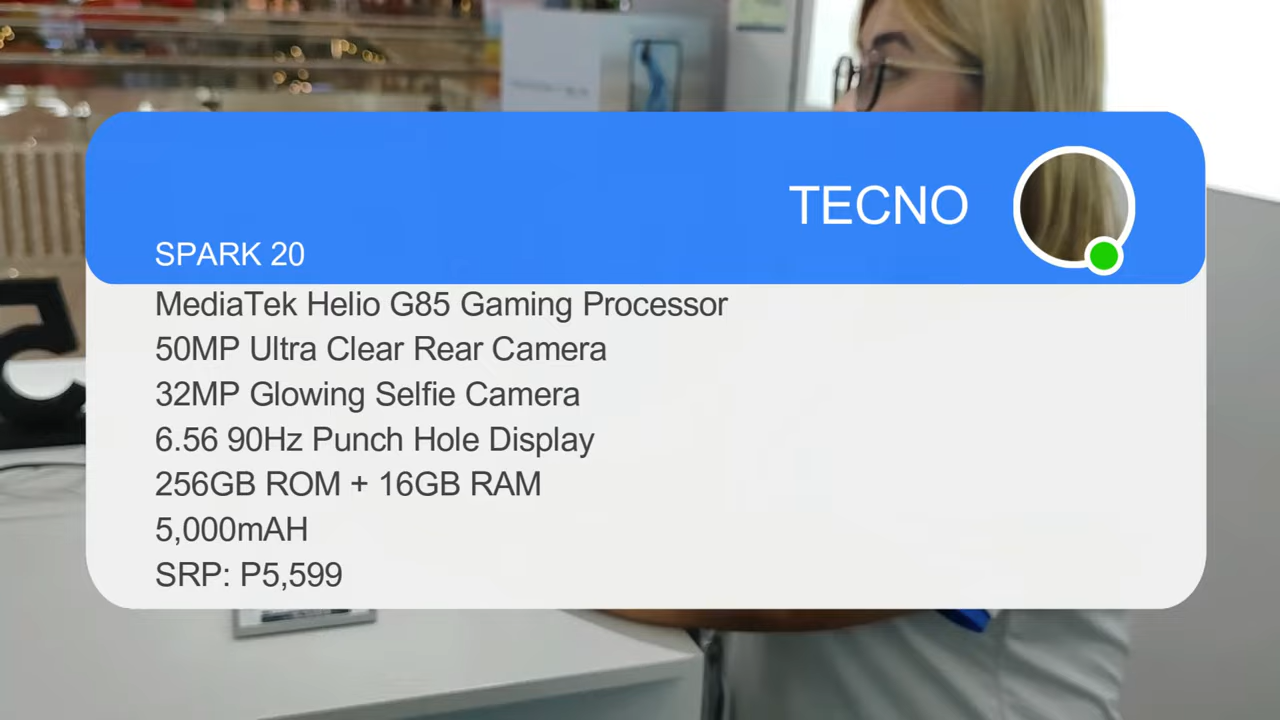 TECNO
SPARK 20
MediaTek Helio G85 Gaming Processor
50MP Ultra Clear Rear Camera
32MP Glowing Selfie Camera
6.56 90Hz Punch Hole Display
256GB ROM + 16GB RAM
5,000mAH
SRP: P5,599
5